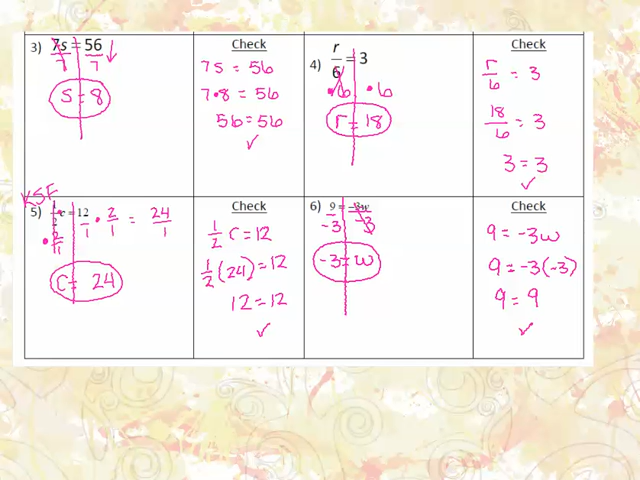 3) 7s = 56
7 7 ↓
s = 8
Check
7s = 56
7•8 = 56
56 = 56
✓
4) r/6 = 3
•6 •6
r = 18
Check
r/6 = 3
18/6 = 3
3 = 3
✓
KSF
5) 1/2 c = 12/1 • 2/1 = 24/1
• 2/1
c = 24
Check
1/2 c = 12
1/2 (24) = 12
12 = 12
✓
6) 9 = -3w
-3 -3
-3 = w
Check
9 = -3w
9 = -3(-3)
9 = 9
✓